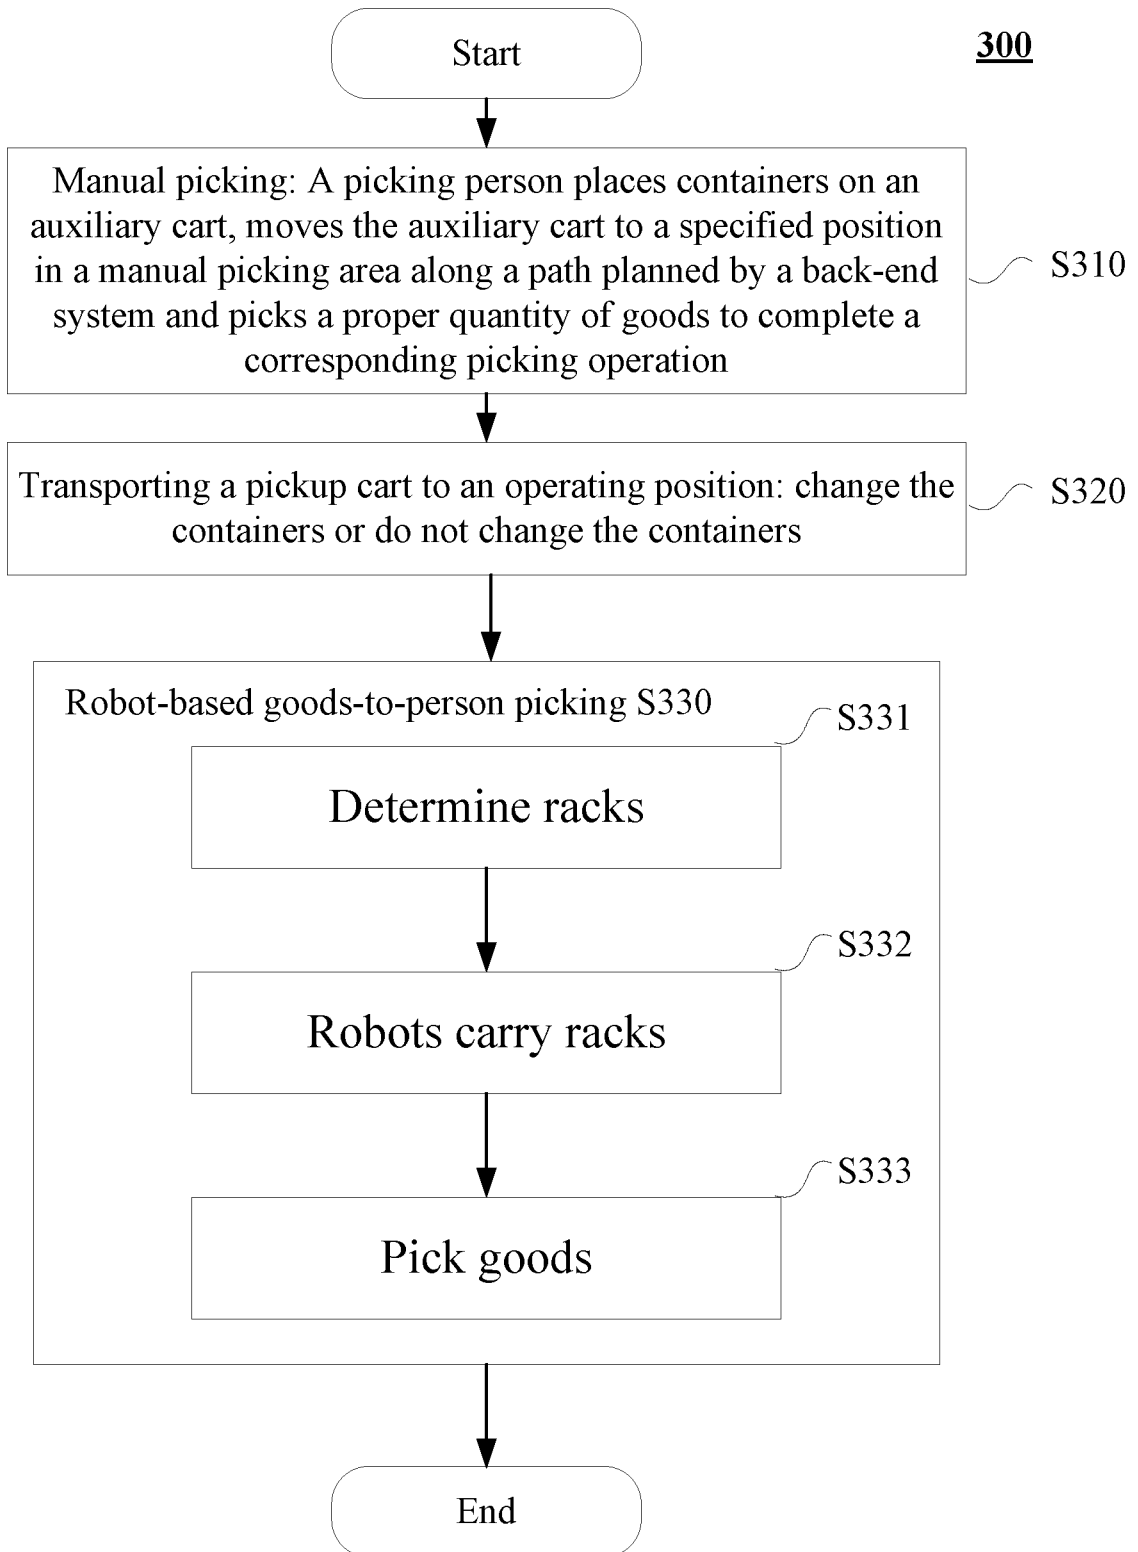 Start
300
Manual picking: A picking person places containers on an
auxiliary cart, moves the auxiliary cart to a specified position
in a manual picking area along a path planned by a back-end
system and picks a proper quantity of goods to complete a
corresponding picking operation
S310
Transporting a pickup cart to an operating position: change the
containers or do not change the containers
S320
Robot-based goods-to-person picking S330
S331
Determine racks
S332
Robots carry racks
S333
Pick goods
End